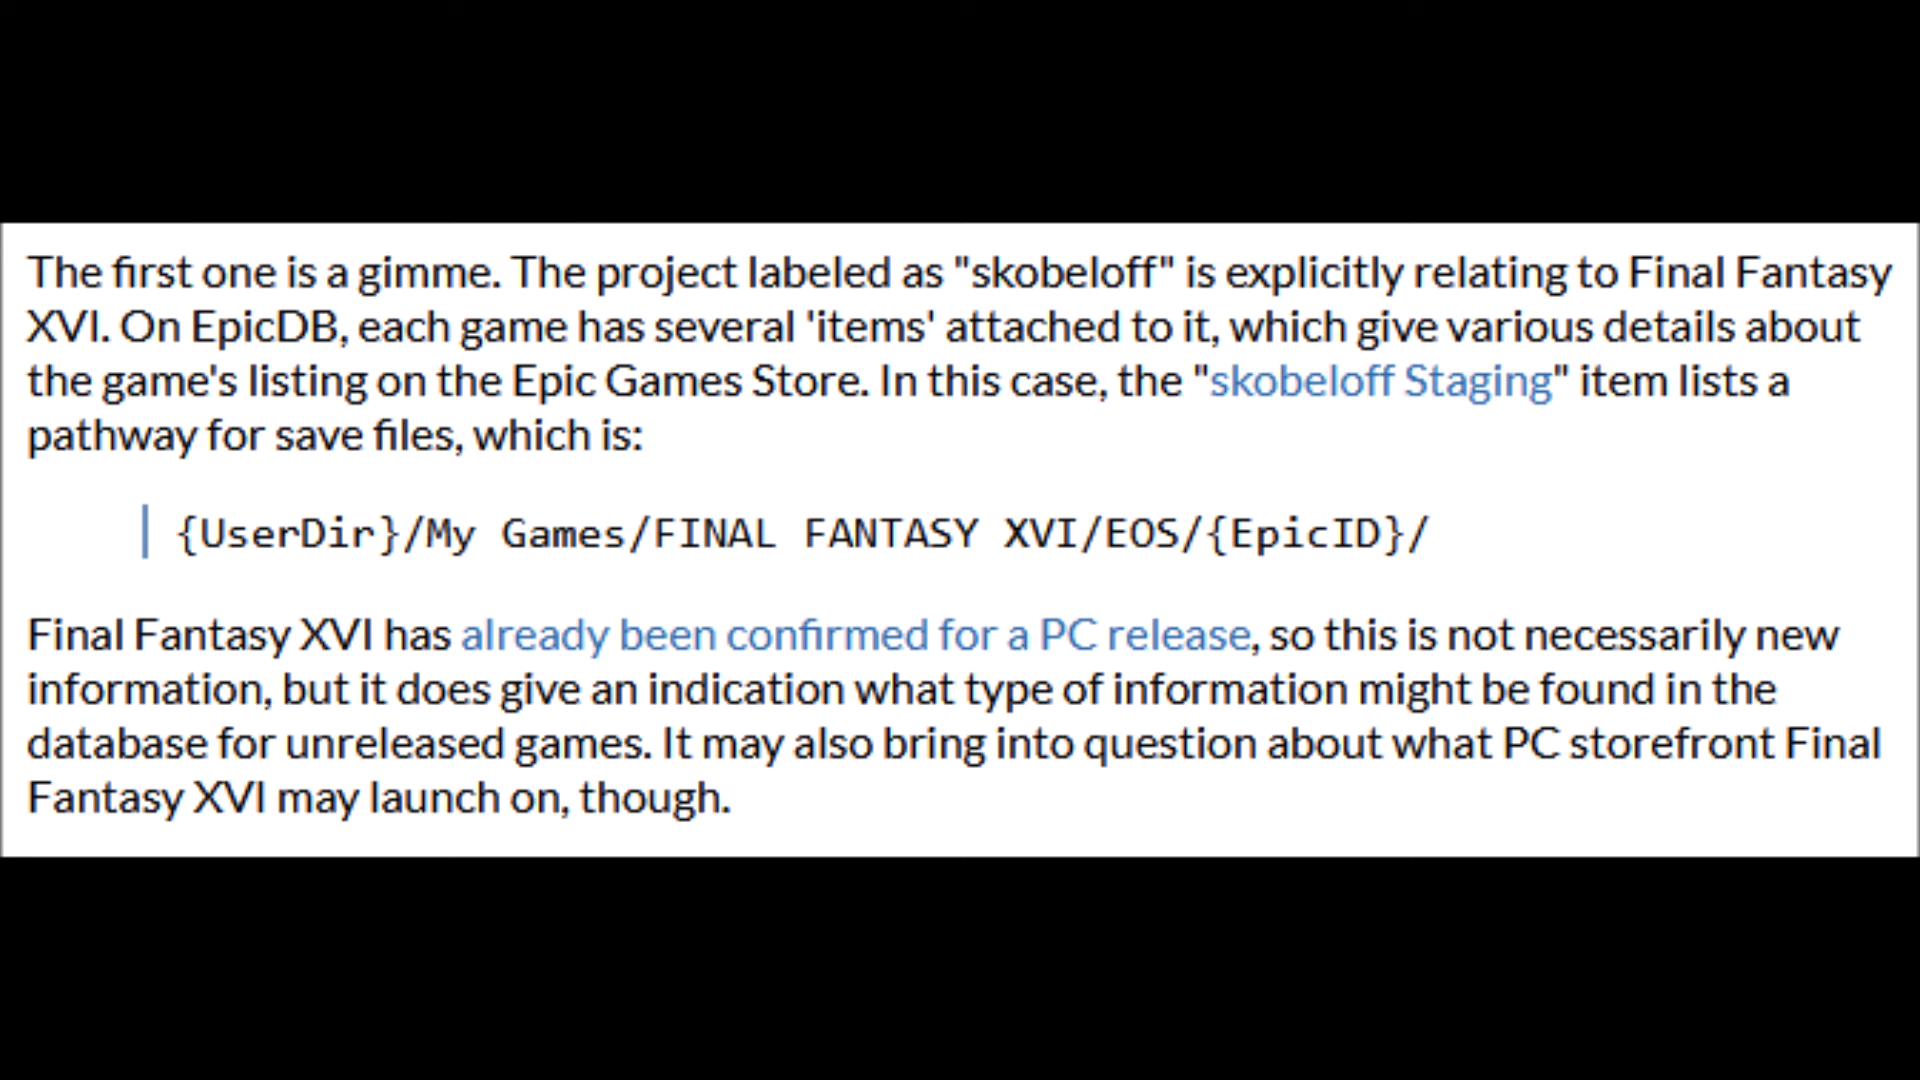 The first one is a gimme. The project labeled as "skobeloff" is explicitly relating to Final Fantasy
XVI. On EpicDB, each game has several 'items' attached to it, which give various details about
the game's listing on the Epic Games Store. In this case, the "skobeloff Staging" item lists a
pathway for save files, which is:
{UserDir}/My Games/FINAL FANTASY XVI/EOS/{EpicID}/
Final Fantasy XVI has already been confirmed for a PC release, so this is not necessarily new
information, but it does give an indication what type of information might be found in the
database for unreleased games. It may also bring into question about what PC storefront Final
Fantasy XVI may launch on, though.